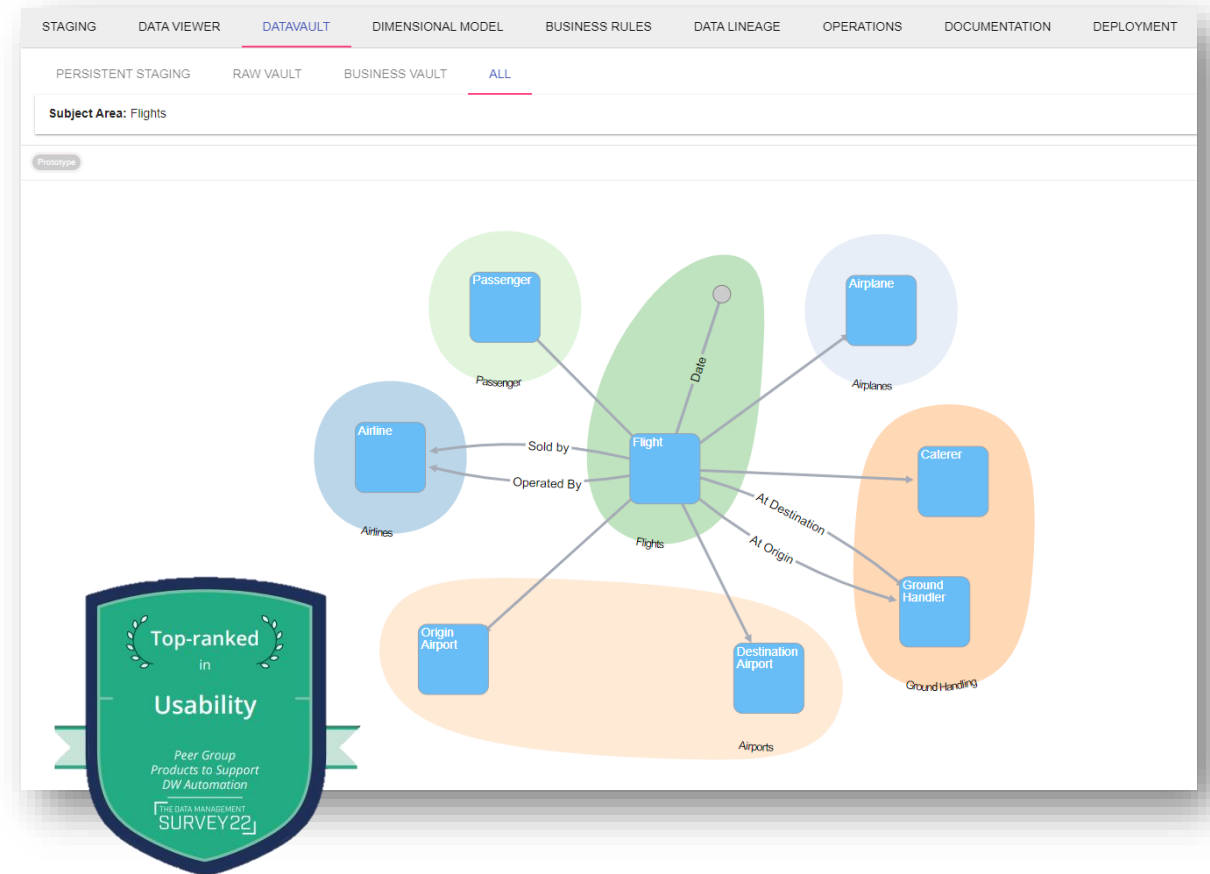 STAGING DATA VIEWER DATAVAULT DIMENSIONAL MODEL BUSINESS RULES DATA LINEAGE OPERATIONS DOCUMENTATION DEPLOYMENT
PERSISTENT STAGING RAW VAULT BUSINESS VAULT ALL
Subject Area: Flights
Prototype
Passenger
Passenger
Date
Airplane
Airplanes
Airline
Airlines
Sold by
Operated By
Flight
Flights
Caterer
At Destination
At Origin
Ground
Handler
Ground Handling
Origin
Airport
Destination
Airport
Airports
Top-ranked
in
Usability
Peer Group
Products to Support
DW Automation
THE DATA MANAGEMENT
SURVEY22